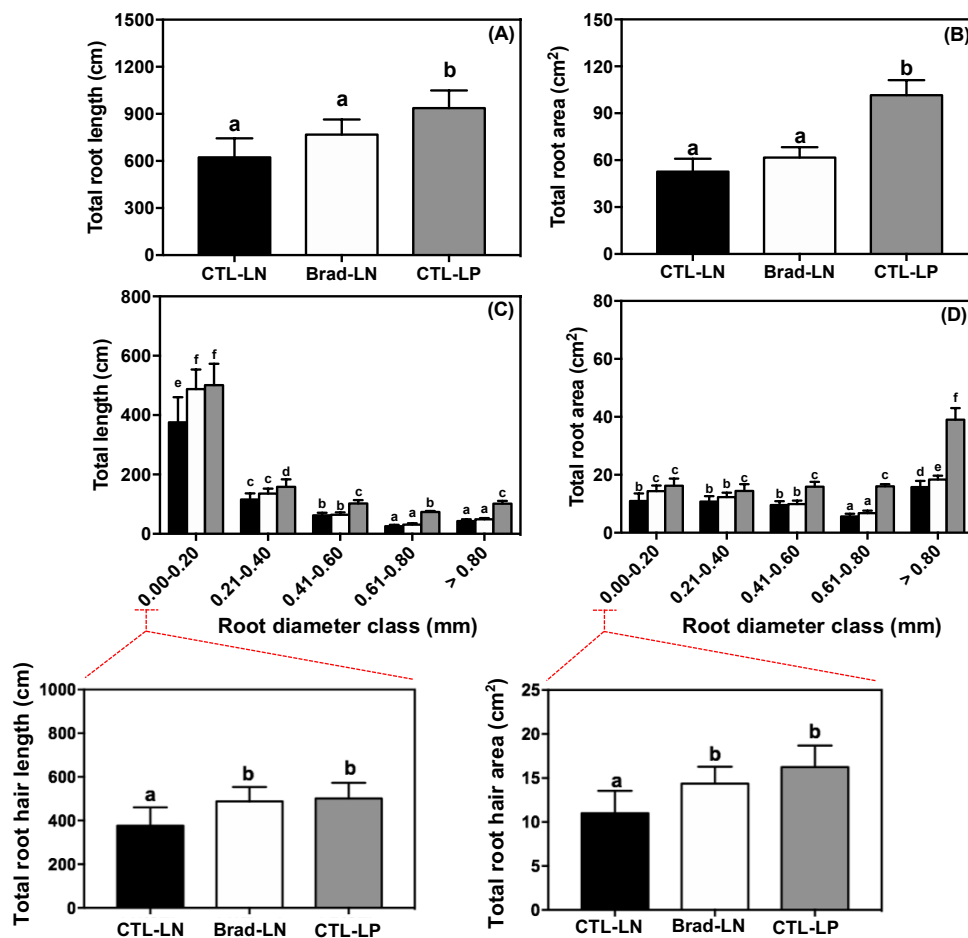 (A)
Total root length (cm)
1500
1200
900
600
300
0
a
a
b
CTL-LN
Brad-LN
CTL-LP
(B)
Total root area (cm²)
150
120
90
60
30
0
a
a
b
CTL-LN
Brad-LN
CTL-LP
(C)
Total length (cm)
800
600
400
200
0
e f f
c c d
b b c
a a b
a a c
0.00-0.20
0.21-0.40
0.41-0.60
0.61-0.80
> 0.80
Root diameter class (mm)
(D)
Total root area (cm²)
80
60
40
20
0
b c c
b c c
b b c
a a c
d e f
0.00-0.20
0.21-0.40
0.41-0.60
0.61-0.80
> 0.80
Root diameter class (mm)
Total root hair length (cm)
1000
800
600
400
200
0
a
b
b
CTL-LN
Brad-LN
CTL-LP
Total root hair area (cm²)
25
20
15
10
5
0
a
b
b
CTL-LN
Brad-LN
CTL-LP